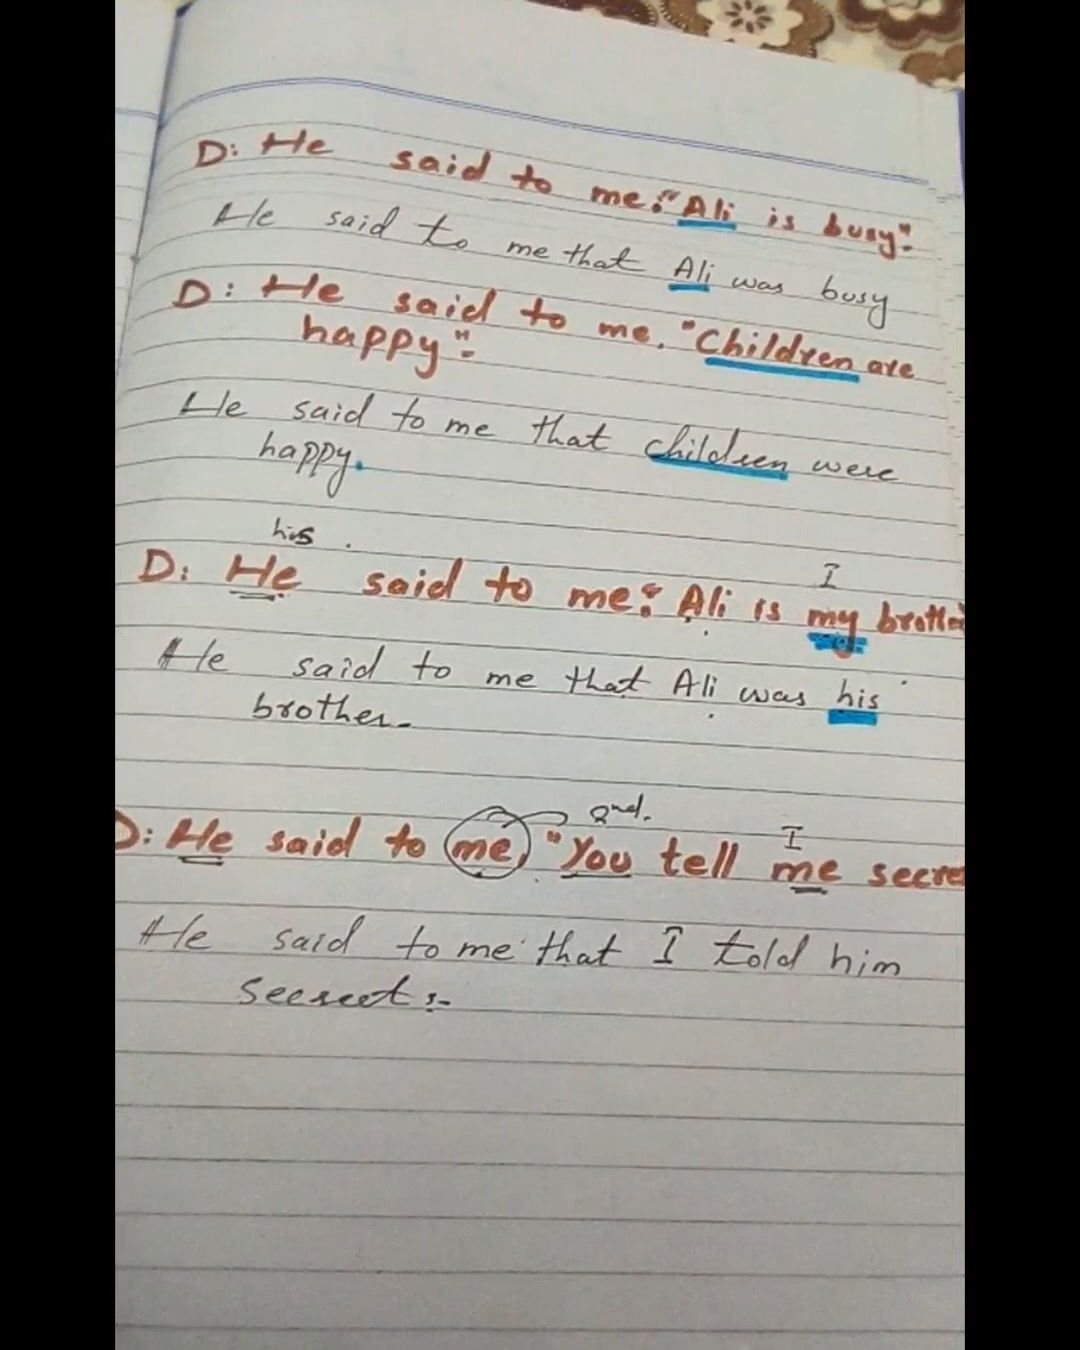 D: He said to me: "Ali is busy".
He said to me that Ali was busy
D: He said to me, "Children are
happy".
He said to me that children were
happy.
his
D: He said to me: Ali is my brother
I
He said to me that Ali was his
brother.
2nd.
I
D: He said to me, "You tell me secre
He said to me that I told him
secret :-